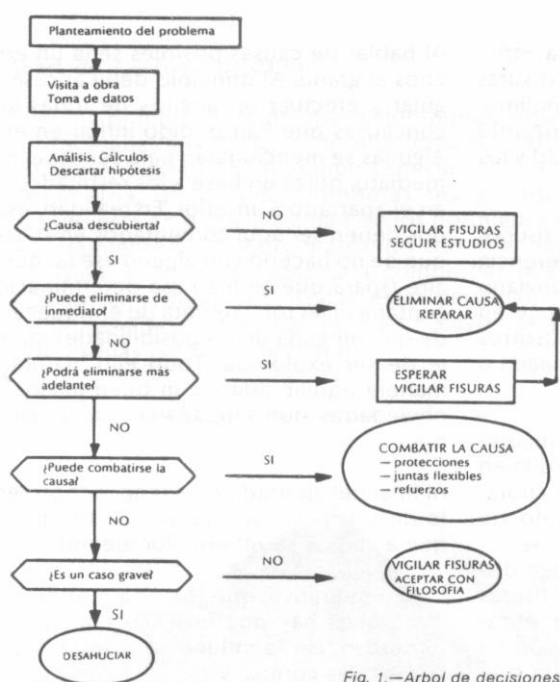 Planteamiento del problema
Visita a obra
Toma de datos
Análisis. Cálculos
Descartar hipótesis
¿Causa descubierta?
NO
VIGILAR FISURAS
SEGUIR ESTUDIOS
SI
¿Puede eliminarse de
inmediato?
SI
ELIMINAR CAUSA
REPARAR
NO
¿Podrá eliminarse más
adelante?
SI
ESPERAR
VIGILAR FISURAS
NO
¿Puede combatirse la
causa?
SI
COMBATIR LA CAUSA
— protecciones
— juntas flexibles
— refuerzos
NO
¿Es un caso grave?
NO
VIGILAR FISURAS
ACEPTAR CON
FILOSOFIA
SI
DESAHUCIAR
Fig. 1.—Arbol de decisiones